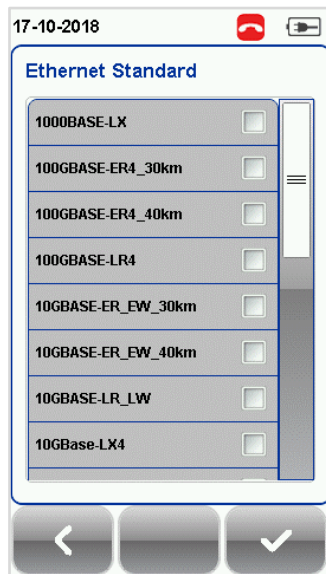 17-10-2018
Ethernet Standard
1000BASE-LX
100GBASE-ER4_30km
100GBASE-ER4_40km
100GBASE-LR4
10GBASE-ER_EW_30km
10GBASE-ER_EW_40km
10GBASE-LR_LW
10GBase-LX4